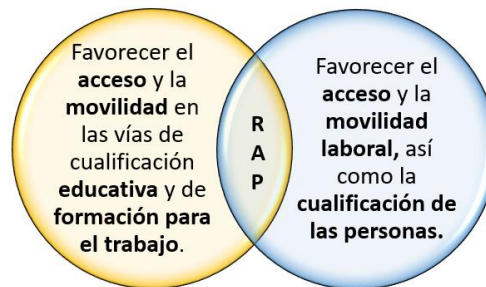 Favorecer el
acceso y la
movilidad en
las vías de
cualificación
educativa y de
formación para
el trabajo.
R
A
P
Favorecer el
acceso y la
movilidad
laboral, así
como la
cualificación de
las personas.